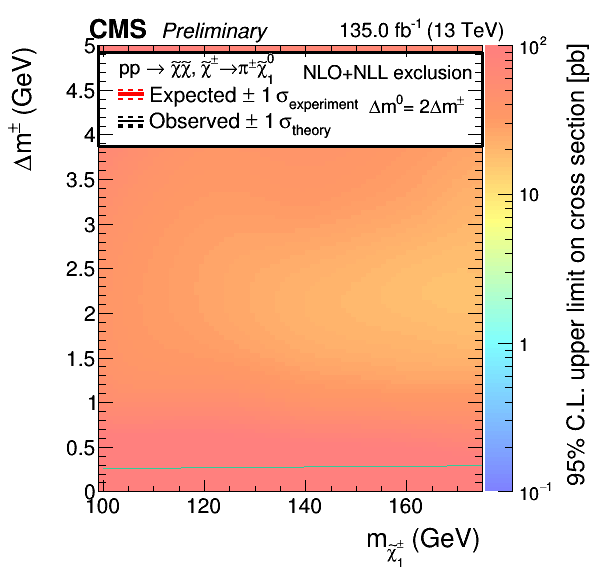 CMS Preliminary 135.0 fb⁻¹ (13 TeV)
pp → χ̃χ̃, χ̃± → π±χ̃⁰₁ NLO+NLL exclusion
Expected ± 1 σexperiment Δm⁰= 2Δm±
Observed ± 1 σtheory
Δm± (GeV)
5
4.5
4
3.5
3
2.5
2
1.5
1
0.5
0
100 120 140 160
mχ̃±₁ (GeV)
10²
10
1
10⁻¹
95% C.L. upper limit on cross section [pb]